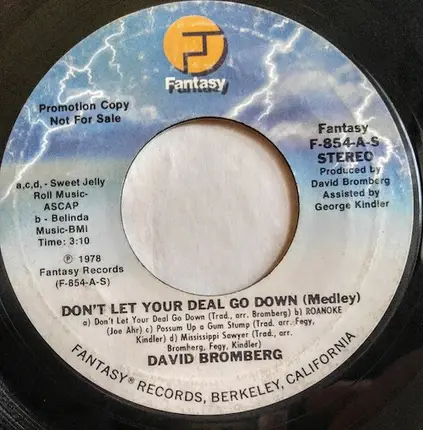 Fantasy
Promotion Copy
Not For Sale
Fantasy
F-854-A-S
STEREO
Produced by
David Bromberg
Assisted by
George Kindler
a,c,d,- Sweet Jelly
Roll Music-
ASCAP
b - Belinda
Music-BMI
Time: 3:10
℗ 1978
Fantasy Records
(F-854-A-S)
DON'T LET YOUR DEAL GO DOWN (Medley)
a) Don't Let Your Deal Go Down (Trad., arr. Bromberg) b) ROANOKE
(Joe Ahr) c) Possum Up a Gum Stump (Trad. arr. Fegy,
Kindler) d) Mississippi Sawyer (Trad., arr.
Bromberg, Fegy, Kindler)
DAVID BROMBERG
FANTASY® RECORDS, BERKELEY, CALIFORNIA